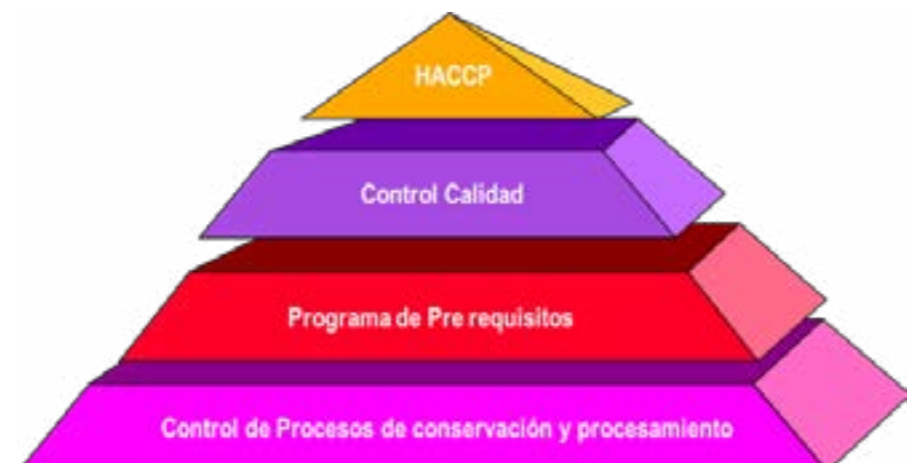 HACCP
Control Calidad
Programa de Pre requisitos
Control de Procesos de conservación y procesamiento